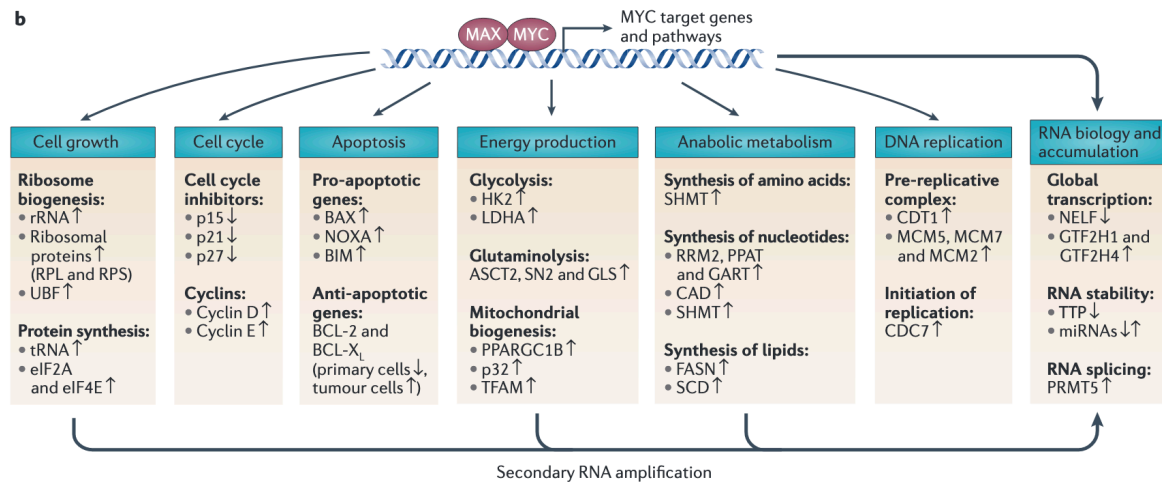 b
MAX MYC
MYC target genes
and pathways
Cell growth
Ribosome
biogenesis:
• rRNA↑
• Ribosomal
proteins↑
(RPL and RPS)
• UBF↑
Protein synthesis:
• tRNA↑
• eIF2A
and eIF4E↑
Cell cycle
Cell cycle
inhibitors:
• p15↓
• p21↓
• p27↓
Cyclins:
• Cyclin D↑
• Cyclin E↑
Apoptosis
Pro-apoptotic
genes:
• BAX↑
• NOXA↑
• BIM↑
Anti-apoptotic
genes:
BCL-2 and
BCL-XL
(primary cells↓,
tumour cells↑)
Energy production
Glycolysis:
• HK2↑
• LDHA↑
Glutaminolysis:
ASCT2, SN2 and GLS↑
Mitochondrial
biogenesis:
• PPARGC1B↑
• p32↑
• TFAM↑
Anabolic metabolism
Synthesis of amino acids:
SHMT↑
Synthesis of nucleotides:
• RRM2, PPAT
and GART↑
• CAD↑
• SHMT↑
Synthesis of lipids:
• FASN↑
• SCD↑
DNA replication
Pre-replicative
complex:
• CDT1↑
• MCM5, MCM7
and MCM2↑
Initiation of
replication:
CDC7↑
RNA biology and
accumulation
Global
transcription:
• NELF↓
• GTF2H1 and
GTF2H4↑
RNA stability:
• TTP↓
• miRNAs↓↑
RNA splicing:
PRMT5↑
Secondary RNA amplification